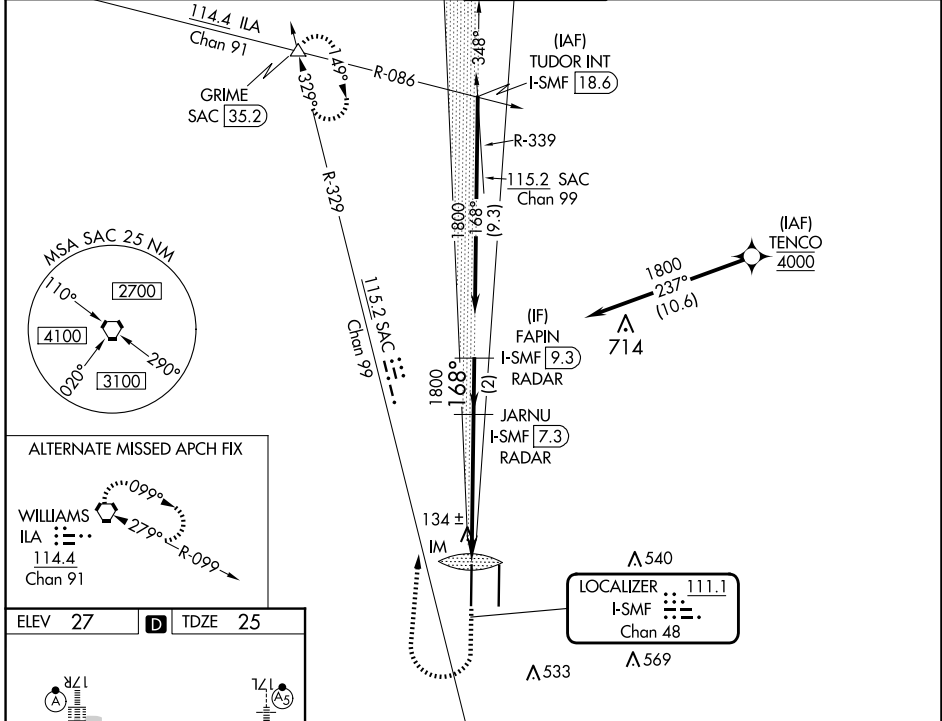 114.4 ILA
Chan 91
149°
329°
GRIME
SAC 35.2
R-086
348°
(IAF)
TUDOR INT
I-SMF 18.6
R-339
115.2 SAC
Chan 99
R-329
1800
168°
(9.3)
(IAF)
TENCO
4000
1800
237°
(10.6)
714
MSA SAC 25 NM
110°
2700
4100
020°
290°
3100
115.2 SAC
Chan 99
(IF)
FAPIN
I-SMF 9.3
RADAR
1800
168°
(2)
JARNU
I-SMF 7.3
RADAR
ALTERNATE MISSED APCH FIX
WILLIAMS
ILA
114.4
Chan 91
099°
279°
R-099
134 ±
IM
540
LOCALIZER 111.1
I-SMF
Chan 48
533
569
ELEV 27 D TDZE 25
A
17R
17L
A5